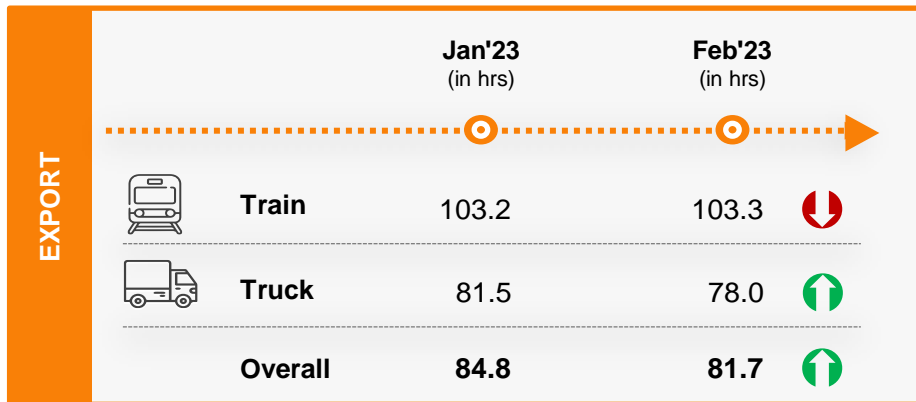 EXPORT
Jan'23 Feb'23
(in hrs) (in hrs)
Train 103.2 103.3
Truck 81.5 78.0
Overall 84.8 81.7